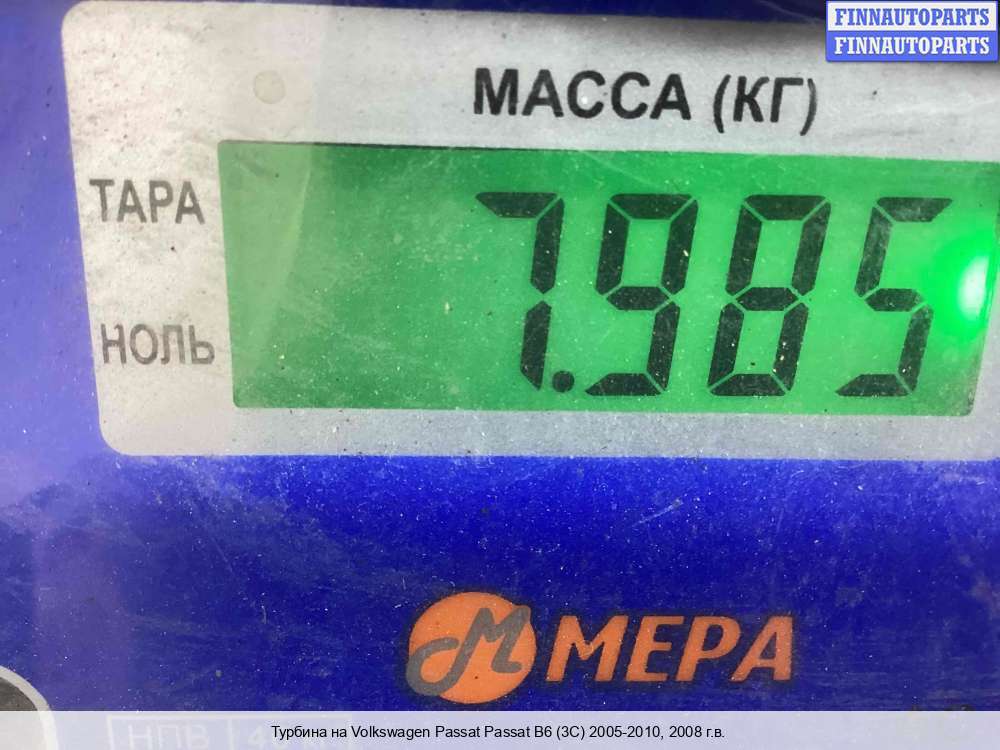 FINNAUTOPARTS
FINNAUTOPARTS
МАССА (КГ)
ТАРА
7.985
НОЛЬ
МЕРА
НПВ
Турбина на Volkswagen Passat Passat B6 (3C) 2005-2010, 2008 г.в.